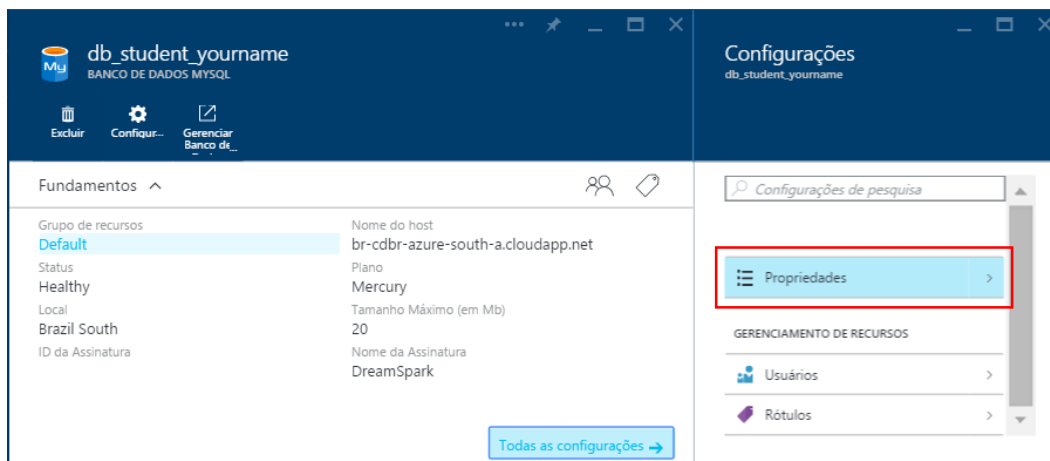 db_student_yourname
BANCO DE DADOS MYSQL
My
Excluir
Configur...
Gerenciar
Banco de...
Fundamentos
Grupo de recursos
Default
Status
Healthy
Local
Brazil South
ID da Assinatura
Nome do host
br-cdbr-azure-south-a.cloudapp.net
Plano
Mercury
Tamanho Máximo (em Mb)
20
Nome da Assinatura
DreamSpark
Todas as configurações →
Configurações
db_student_yourname
Configurações de pesquisa
Propriedades
GERENCIAMENTO DE RECURSOS
Usuários
Rótulos